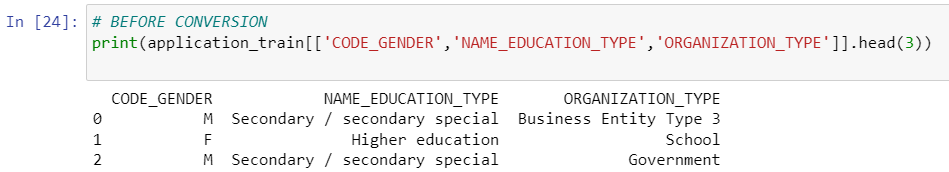 In [24]: # BEFORE CONVERSION
print(application_train[['CODE_GENDER','NAME_EDUCATION_TYPE','ORGANIZATION_TYPE']].head(3))
CODE_GENDER NAME_EDUCATION_TYPE ORGANIZATION_TYPE
0 M Secondary / secondary special Business Entity Type 3
1 F Higher education School
2 M Secondary / secondary special Government